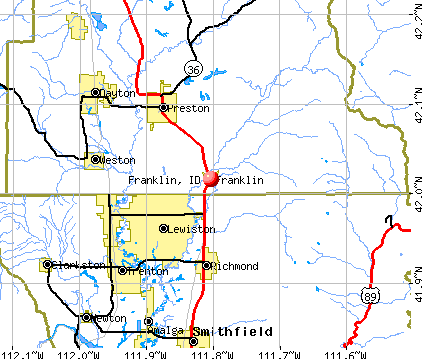 42.2°N
36
Dayton
42.1°N
Preston
Weston
Franklin, ID
Franklin
42.0°N
Lewiston
Clarkston
Trenton
Richmond
41.9°N
89
Newton
Amalga
Smithfield
112.1°W 112.0°W 111.9°W 111.8°W 111.7°W 111.6°W